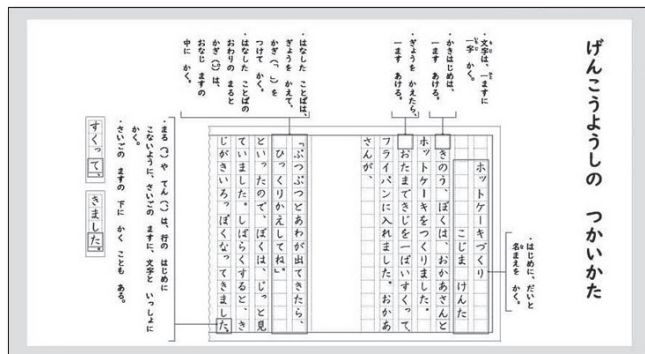 げんこうようしの　つかいかた
・はじめに、だいと
名まえを　かく。
・文字は、一ますに
一字　かく。
・かきはじめは、
一ます　あける。
・ぎょうを　かえたら、
一ます　あける。
・はなした　ことばは、
ぎょうを　かえて、
かぎ（「　」）を
つけて　かく。
・はなした　ことばの
おわりの　まると
かぎ（。」）は、
おなじ　ますの
中に　かく。
ホットケーキづくり
こじま　けんた
きのう、ぼくは、おかあさんと
ホットケーキをつくりました。
おたまできじを一ぱいすくって、
フライパンに入れました。おかあ
さんが、
「ぷつぷつとあわが出てきたら、
ひっくりかえしてね。」
といったので、ぼくは、じっと見
ていました。しばらくすると、き
じがきいろっぽくなってきました。
・まる（。）や　てん（、）は、行の　はじめに
こないように、さいごの　ますに、文字と　いっしょに
かく。
・さいごの　ますの　下に　かく　ことも　ある。
すくって、
きました。